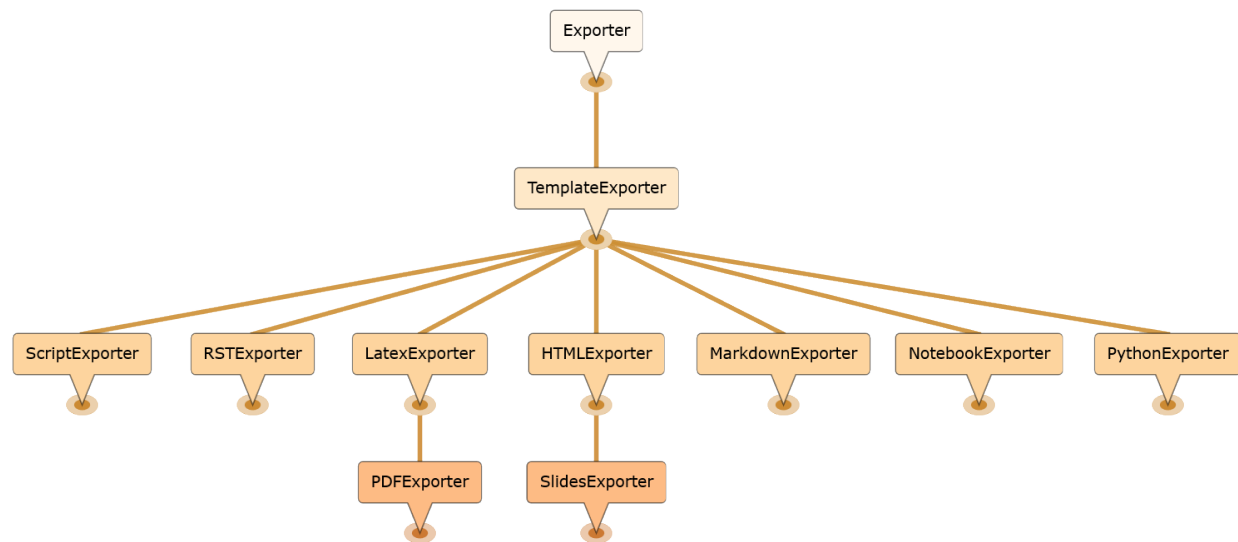 Exporter
TemplateExporter
ScriptExporter
RSTExporter
LatexExporter
HTMLExporter
MarkdownExporter
NotebookExporter
PythonExporter
PDFExporter
SlidesExporter